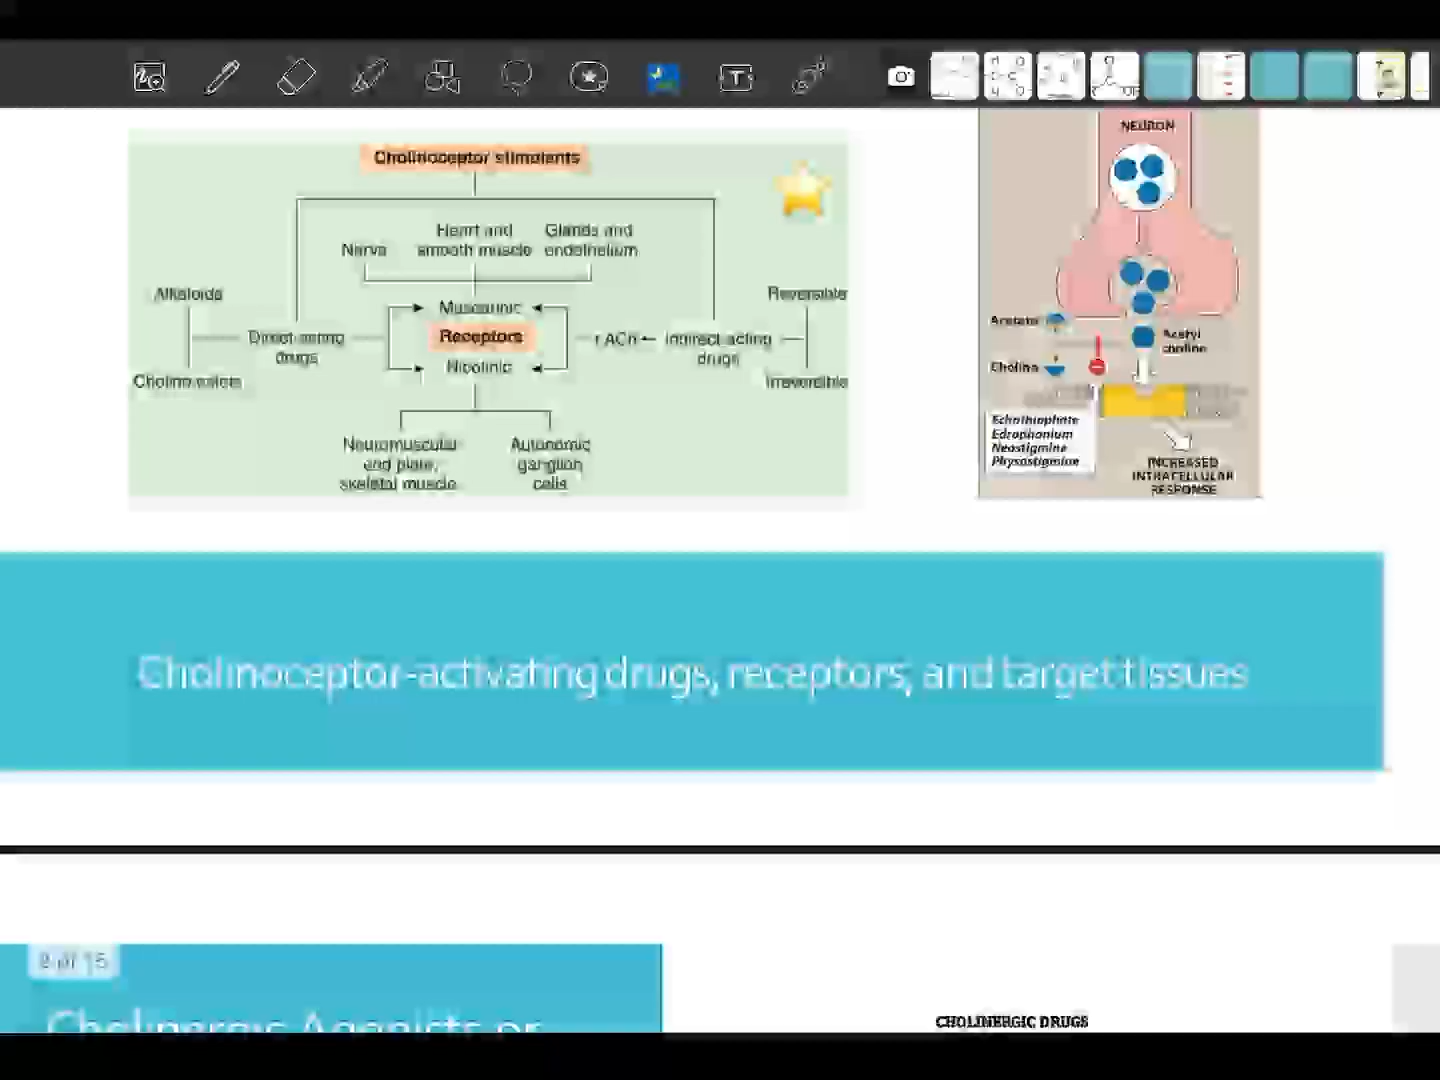 Cholinoceptor stimulants
Heart and
smooth muscle
Glands and
endothelium
Nerve
Alkaloids
Reversible
Muscarinic
Direct-acting
drugs
Receptors
ACh
Indirect-acting
drugs
Nicotinic
Choline esters
Irreversible
Neuromuscular
end plate,
skeletal muscle
Autonomic
ganglion
cells
NEURON
Acetate
Acetyl
choline
Choline
Echothiophate
Edrophonium
Neostigmine
Physostigmine
INCREASED
INTRACELLULAR
RESPONSE
Cholinoceptor-activating drugs, receptors, and target tissues
8 of 15
Cholinergic Agonists or
CHOLINERGIC DRUGS